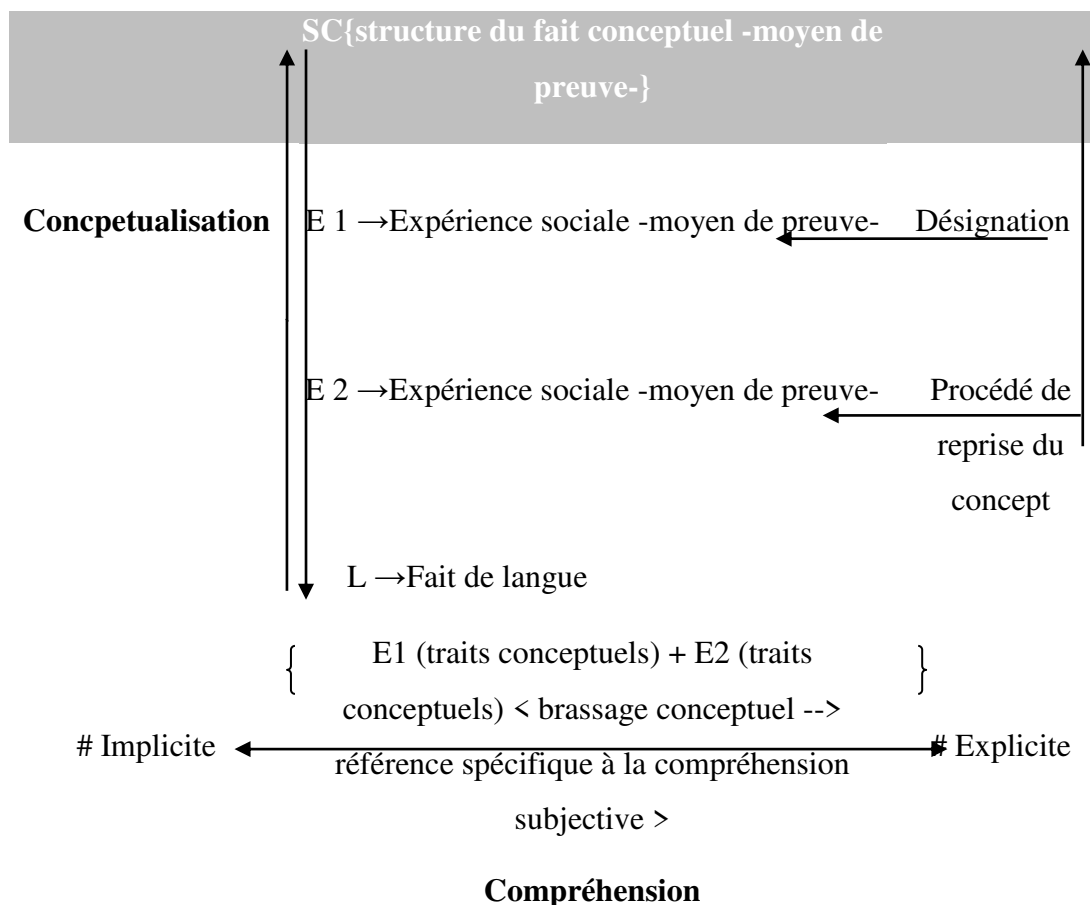 SC{structure du fait conceptuel -moyen de
preuve-}
Concpetualisation E 1 →Expérience sociale -moyen de preuve- Désignation
E 2 →Expérience sociale -moyen de preuve- Procédé de
reprise du
concept
L →Fait de langue
{ E1 (traits conceptuels) + E2 (traits }
conceptuels) < brassage conceptuel -->
# Implicite # Explicite
référence spécifique à la compréhension
subjective >
Compréhension